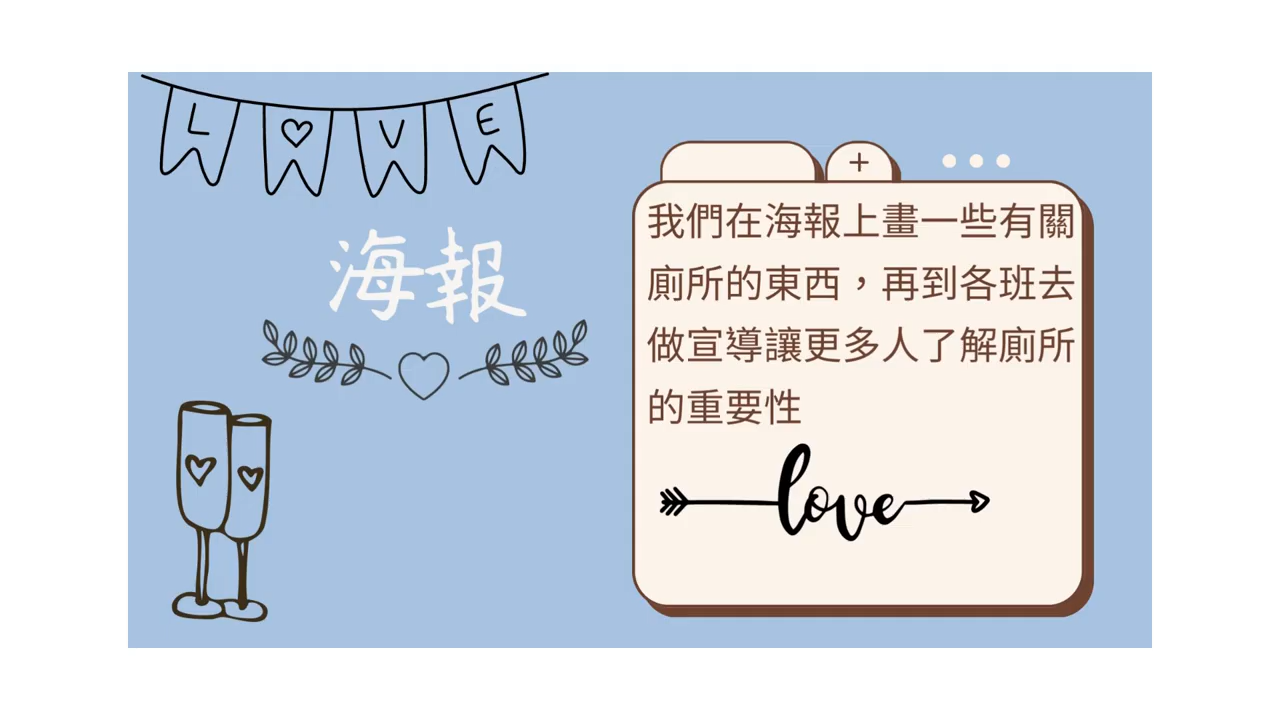 L♡VE
海報
+
我們在海報上畫一些有關
廁所的東西，再到各班去
做宣導讓更多人了解廁所
的重要性
love